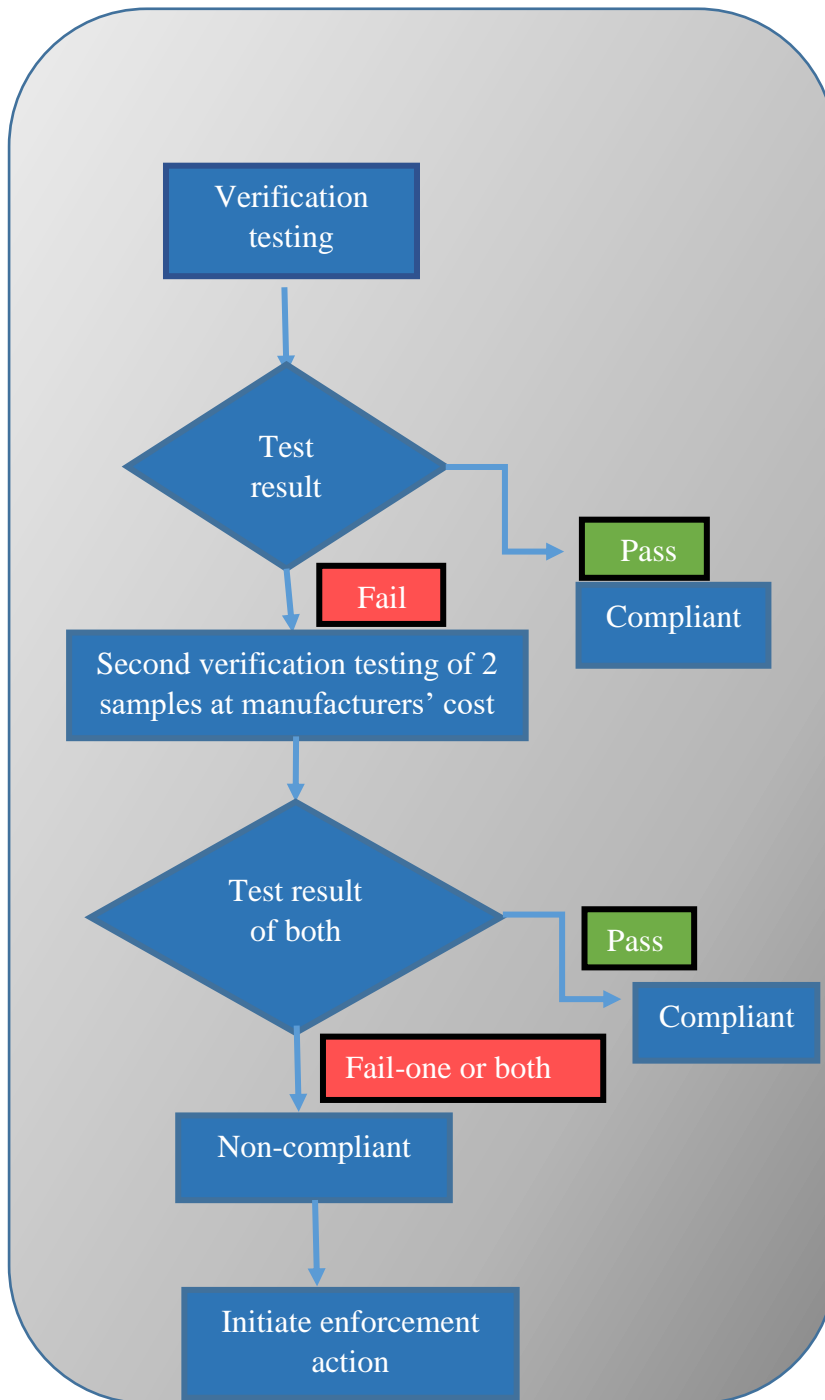 Verification
testing
Test
result
Pass
Fail
Compliant
Second verification testing of 2
samples at manufacturers’ cost
Test result
of both
Pass
Compliant
Fail-one or both
Non-compliant
Initiate enforcement
action